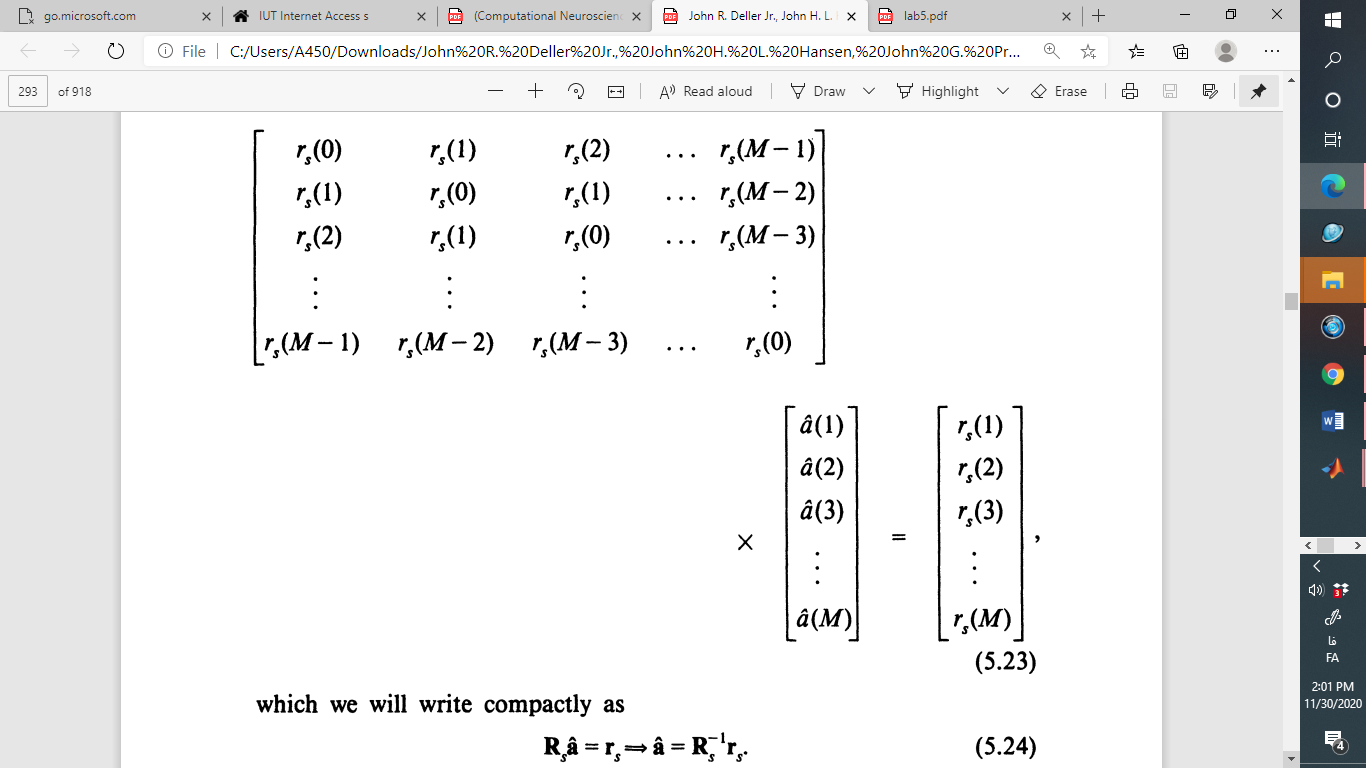 go.microsoft.com
IUT Internet Access s
(Computational Neuroscienc
John R. Deller Jr., John H. L.
lab5.pdf
File
C:/Users/A450/Downloads/John%20R.%20Deller%20Jr.,%20John%20H.%20L.%20Hansen,%20John%20G.%20Pr...
293 of 918
Read aloud
Draw
Highlight
Erase
r_s(0) r_s(1) r_s(2) ... r_s(M − 1)
r_s(1) r_s(0) r_s(1) ... r_s(M − 2)
r_s(2) r_s(1) r_s(0) ... r_s(M − 3)
⋮ ⋮ ⋮ ⋮
r_s(M − 1) r_s(M − 2) r_s(M − 3) ... r_s(0)
â(1) r_s(1)
â(2) r_s(2)
â(3) r_s(3)
× ⋮ = ⋮ ,
â(M) r_s(M)
(5.23)
which we will write compactly as
R_sâ = r_s ⟹ â = R_s⁻¹r_s. (5.24)
3
فا
FA
2:01 PM
11/30/2020
4